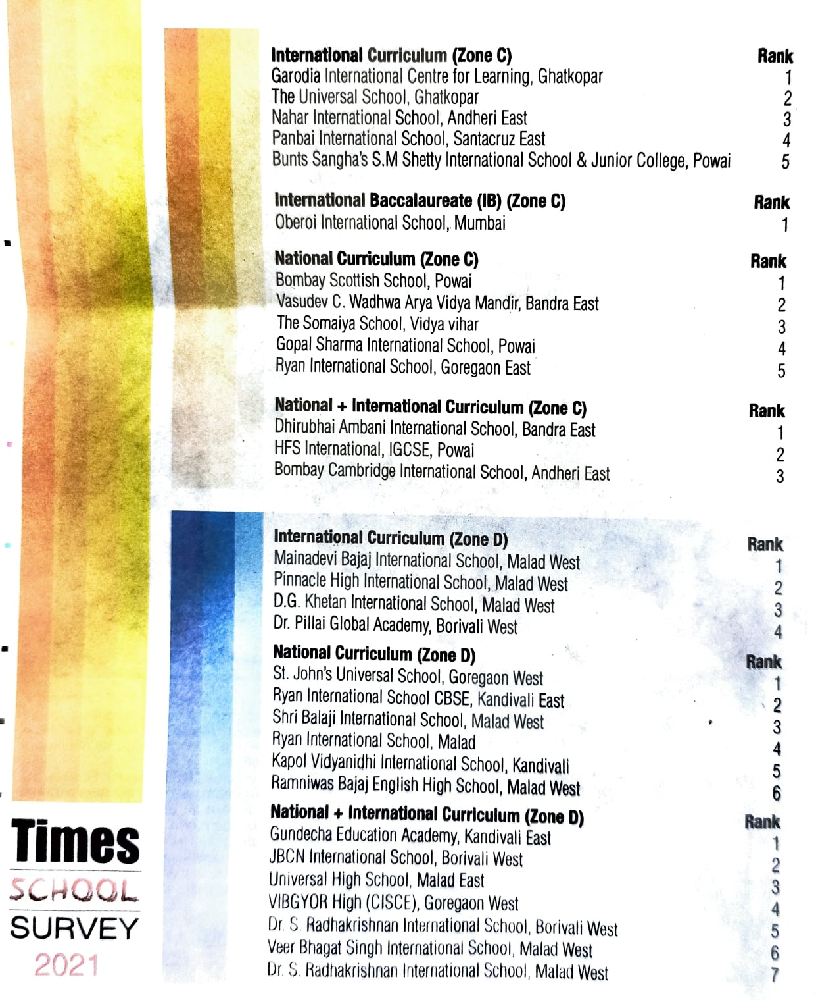 International Curriculum (Zone C) Rank
Garodia International Centre for Learning, Ghatkopar 1
The Universal School, Ghatkopar 2
Nahar International School, Andheri East 3
Panbai International School, Santacruz East 4
Bunts Sangha's S.M Shetty International School & Junior College, Powai 5
International Baccalaureate (IB) (Zone C) Rank
Oberoi International School, Mumbai 1
National Curriculum (Zone C) Rank
Bombay Scottish School, Powai 1
Vasudev C. Wadhwa Arya Vidya Mandir, Bandra East 2
The Somaiya School, Vidya vihar 3
Gopal Sharma International School, Powai 4
Ryan International School, Goregaon East 5
National + International Curriculum (Zone C) Rank
Dhirubhai Ambani International School, Bandra East 1
HFS International, IGCSE, Powai 2
Bombay Cambridge International School, Andheri East 3
International Curriculum (Zone D) Rank
Mainadevi Bajaj International School, Malad West 1
Pinnacle High International School, Malad West 2
D.G. Khetan International School, Malad West 3
Dr. Pillai Global Academy, Borivali West 4
National Curriculum (Zone D) Rank
St. John's Universal School, Goregaon West 1
Ryan International School CBSE, Kandivali East 2
Shri Balaji International School, Malad West 3
Ryan International School, Malad 4
Kapol Vidyanidhi International School, Kandivali 5
Ramniwas Bajaj English High School, Malad West 6
National + International Curriculum (Zone D) Rank
Gundecha Education Academy, Kandivali East 1
JBCN International School, Borivali West 2
Universal High School, Malad East 3
VIBGYOR High (CISCE), Goregaon West 4
Dr. S. Radhakrishnan International School, Borivali West 5
Veer Bhagat Singh International School, Malad West 6
Dr. S. Radhakrishnan International School, Malad West 7
Times
SCHOOL
SURVEY
2021